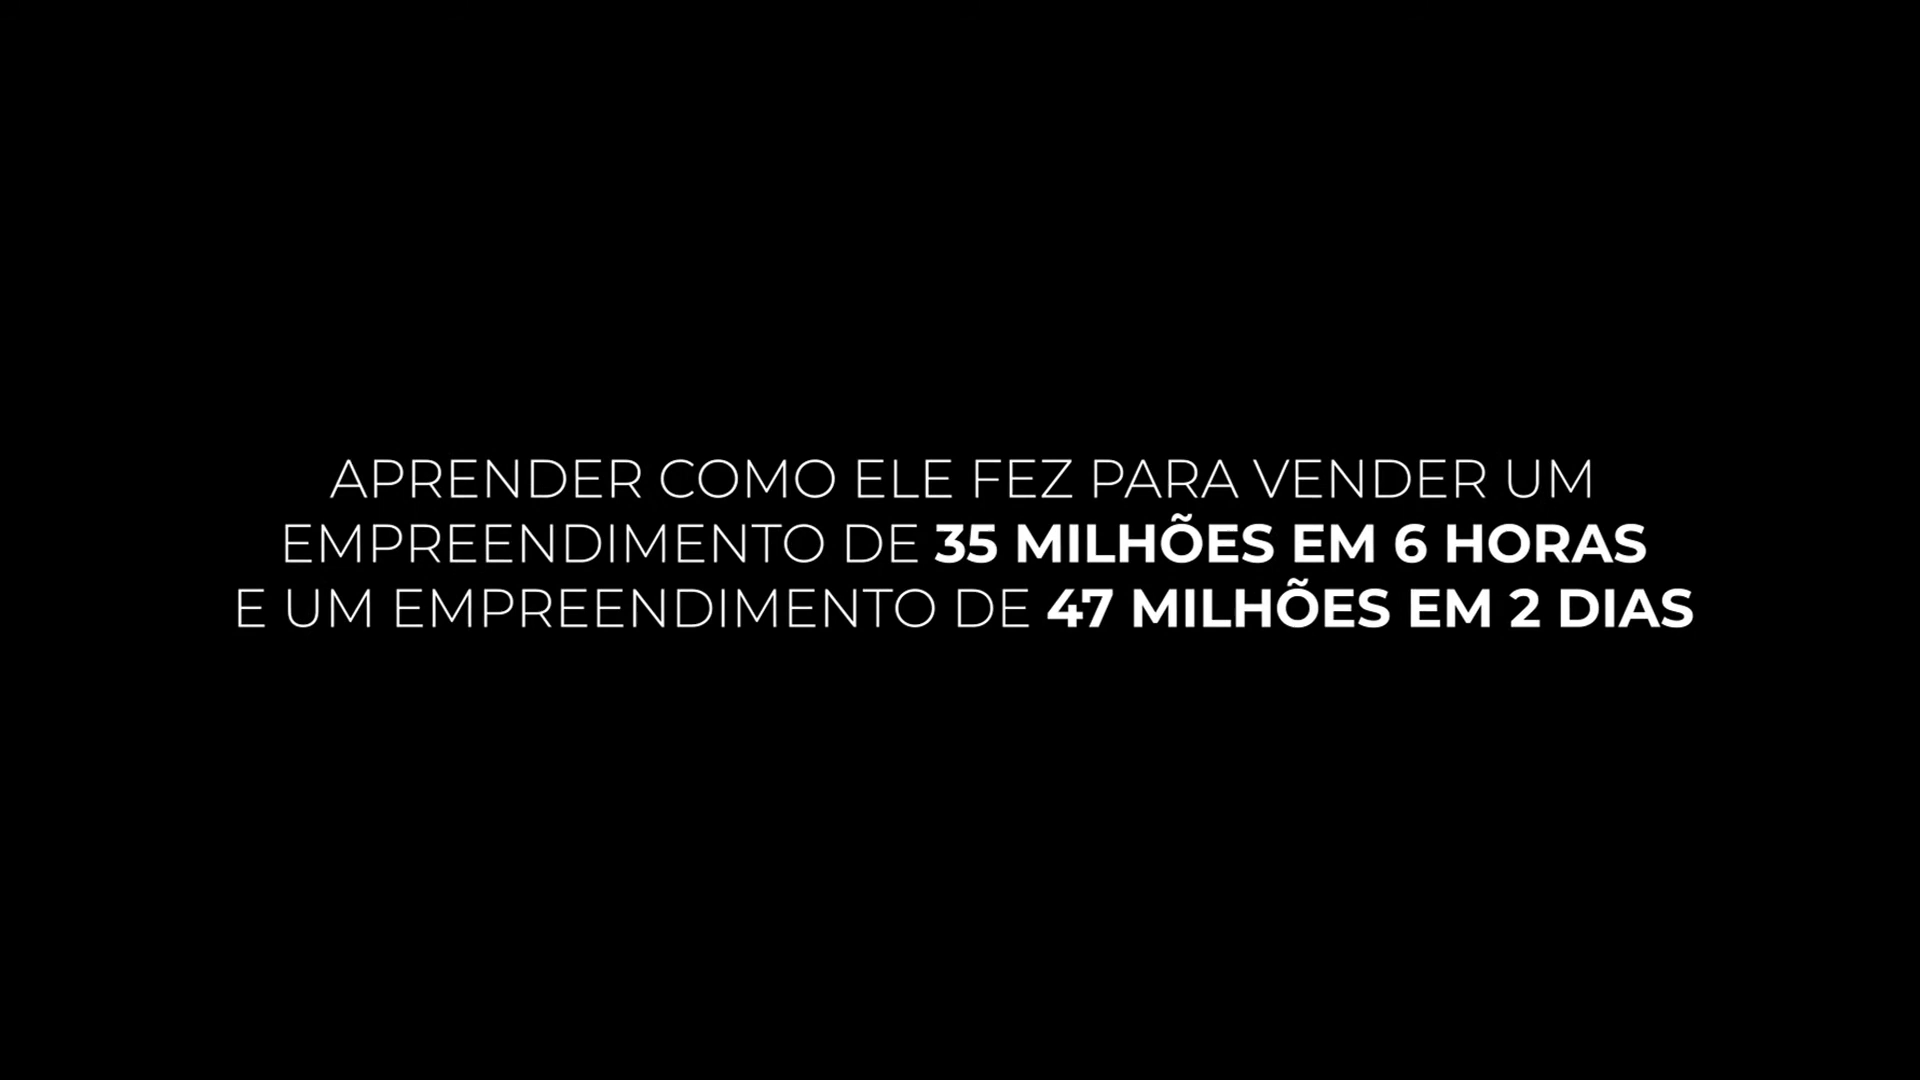 APRENDER COMO ELE FEZ PARA VENDER UM
EMPREENDIMENTO DE 35 MILHÕES EM 6 HORAS
E UM EMPREENDIMENTO DE 47 MILHÕES EM 2 DIAS